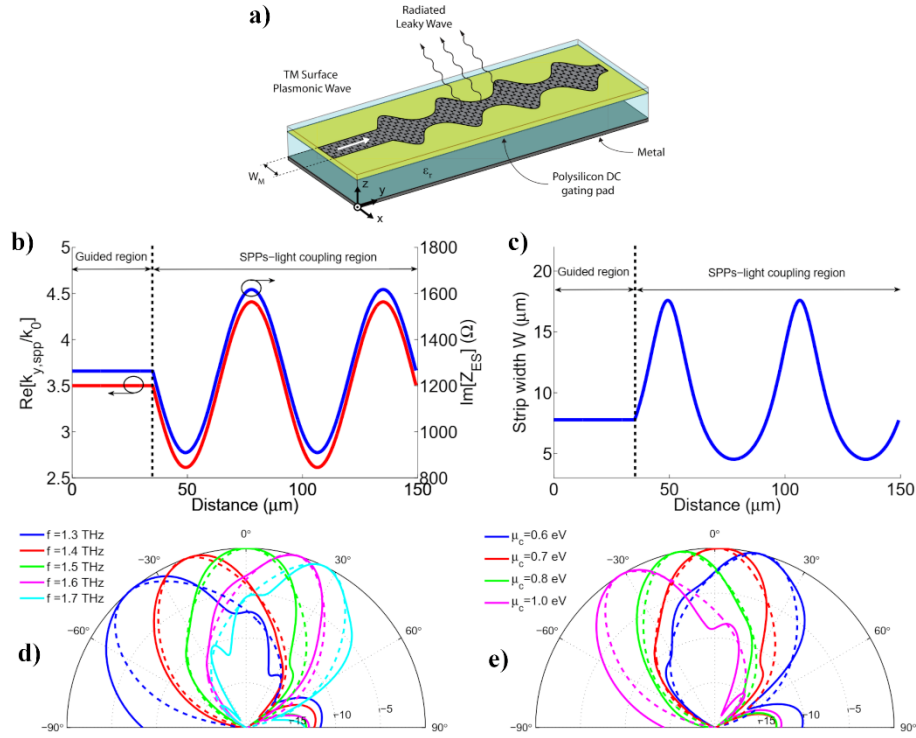 a)
Radiated
Leaky Wave
TM Surface
Plasmonic Wave
W_M
ε_r
z
y
x
Metal
Polysilicon DC
gating pad
b)
Guided region
SPPs-light coupling region
Re[k_y,spp/k_0]
5
4.5
4
3.5
3
2.5
0
50
100
150
Distance (μm)
1800
1600
1400
1200
1000
800
Im[Z_ES] (Ω)
c)
Guided region
SPPs-light coupling region
Strip width W (μm)
20
15
10
5
0
50
100
150
Distance (μm)
d)
f =1.3 THz
f =1.4 THz
f =1.5 THz
f =1.6 THz
f =1.7 THz
−90°
−60°
−30°
0°
30°
60°
90°
−15
−10
−5
e)
μ_c=0.6 eV
μ_c=0.7 eV
μ_c=0.8 eV
μ_c=1.0 eV
−90°
−60°
−30°
0°
30°
60°
90°
−15
−10
−5